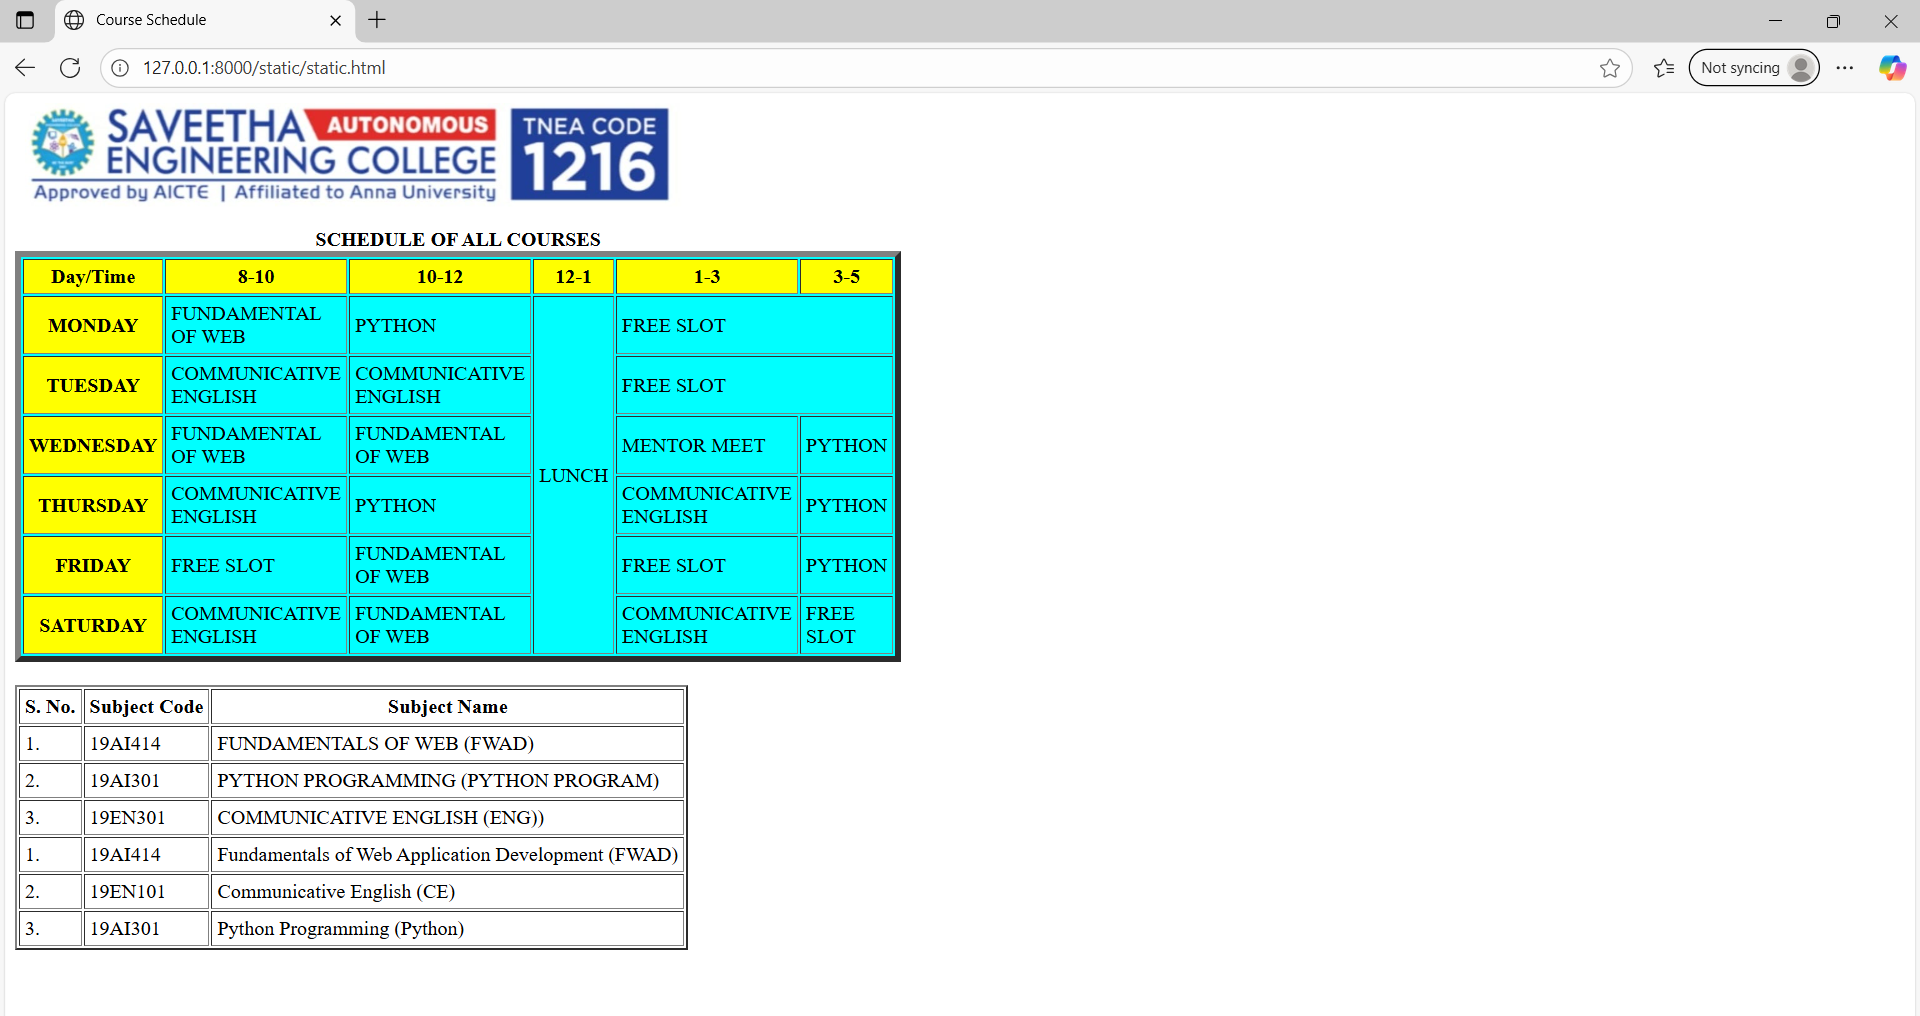 Course Schedule
127.0.0.1:8000/static/static.html
Not syncing
SAVEETHA AUTONOMOUS
ENGINEERING COLLEGE
Approved by AICTE | Affiliated to Anna University
TNEA CODE
1216
SCHEDULE OF ALL COURSES
Day/Time 8-10 10-12 12-1 1-3 3-5
MONDAY FUNDAMENTAL OF WEB PYTHON FREE SLOT
TUESDAY COMMUNICATIVE ENGLISH COMMUNICATIVE ENGLISH FREE SLOT
WEDNESDAY FUNDAMENTAL OF WEB FUNDAMENTAL OF WEB MENTOR MEET PYTHON
LUNCH
THURSDAY COMMUNICATIVE ENGLISH PYTHON COMMUNICATIVE ENGLISH PYTHON
FRIDAY FREE SLOT FUNDAMENTAL OF WEB FREE SLOT PYTHON
SATURDAY COMMUNICATIVE ENGLISH FUNDAMENTAL OF WEB COMMUNICATIVE ENGLISH FREE SLOT
S. No. Subject Code Subject Name
1. 19AI414 FUNDAMENTALS OF WEB (FWAD)
2. 19AI301 PYTHON PROGRAMMING (PYTHON PROGRAM)
3. 19EN301 COMMUNICATIVE ENGLISH (ENG))
1. 19AI414 Fundamentals of Web Application Development (FWAD)
2. 19EN101 Communicative English (CE)
3. 19AI301 Python Programming (Python)